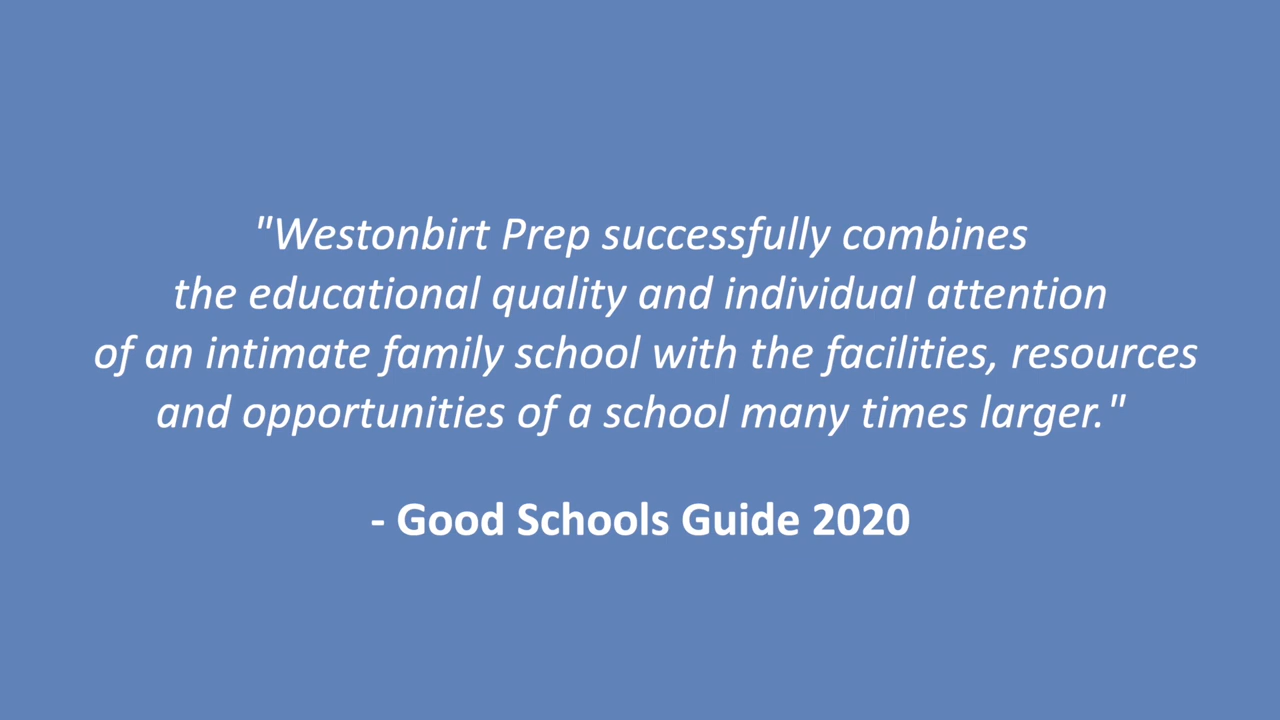 "Westonbirt Prep successfully combines
the educational quality and individual attention
of an intimate family school with the facilities, resources
and opportunities of a school many times larger."
- Good Schools Guide 2020